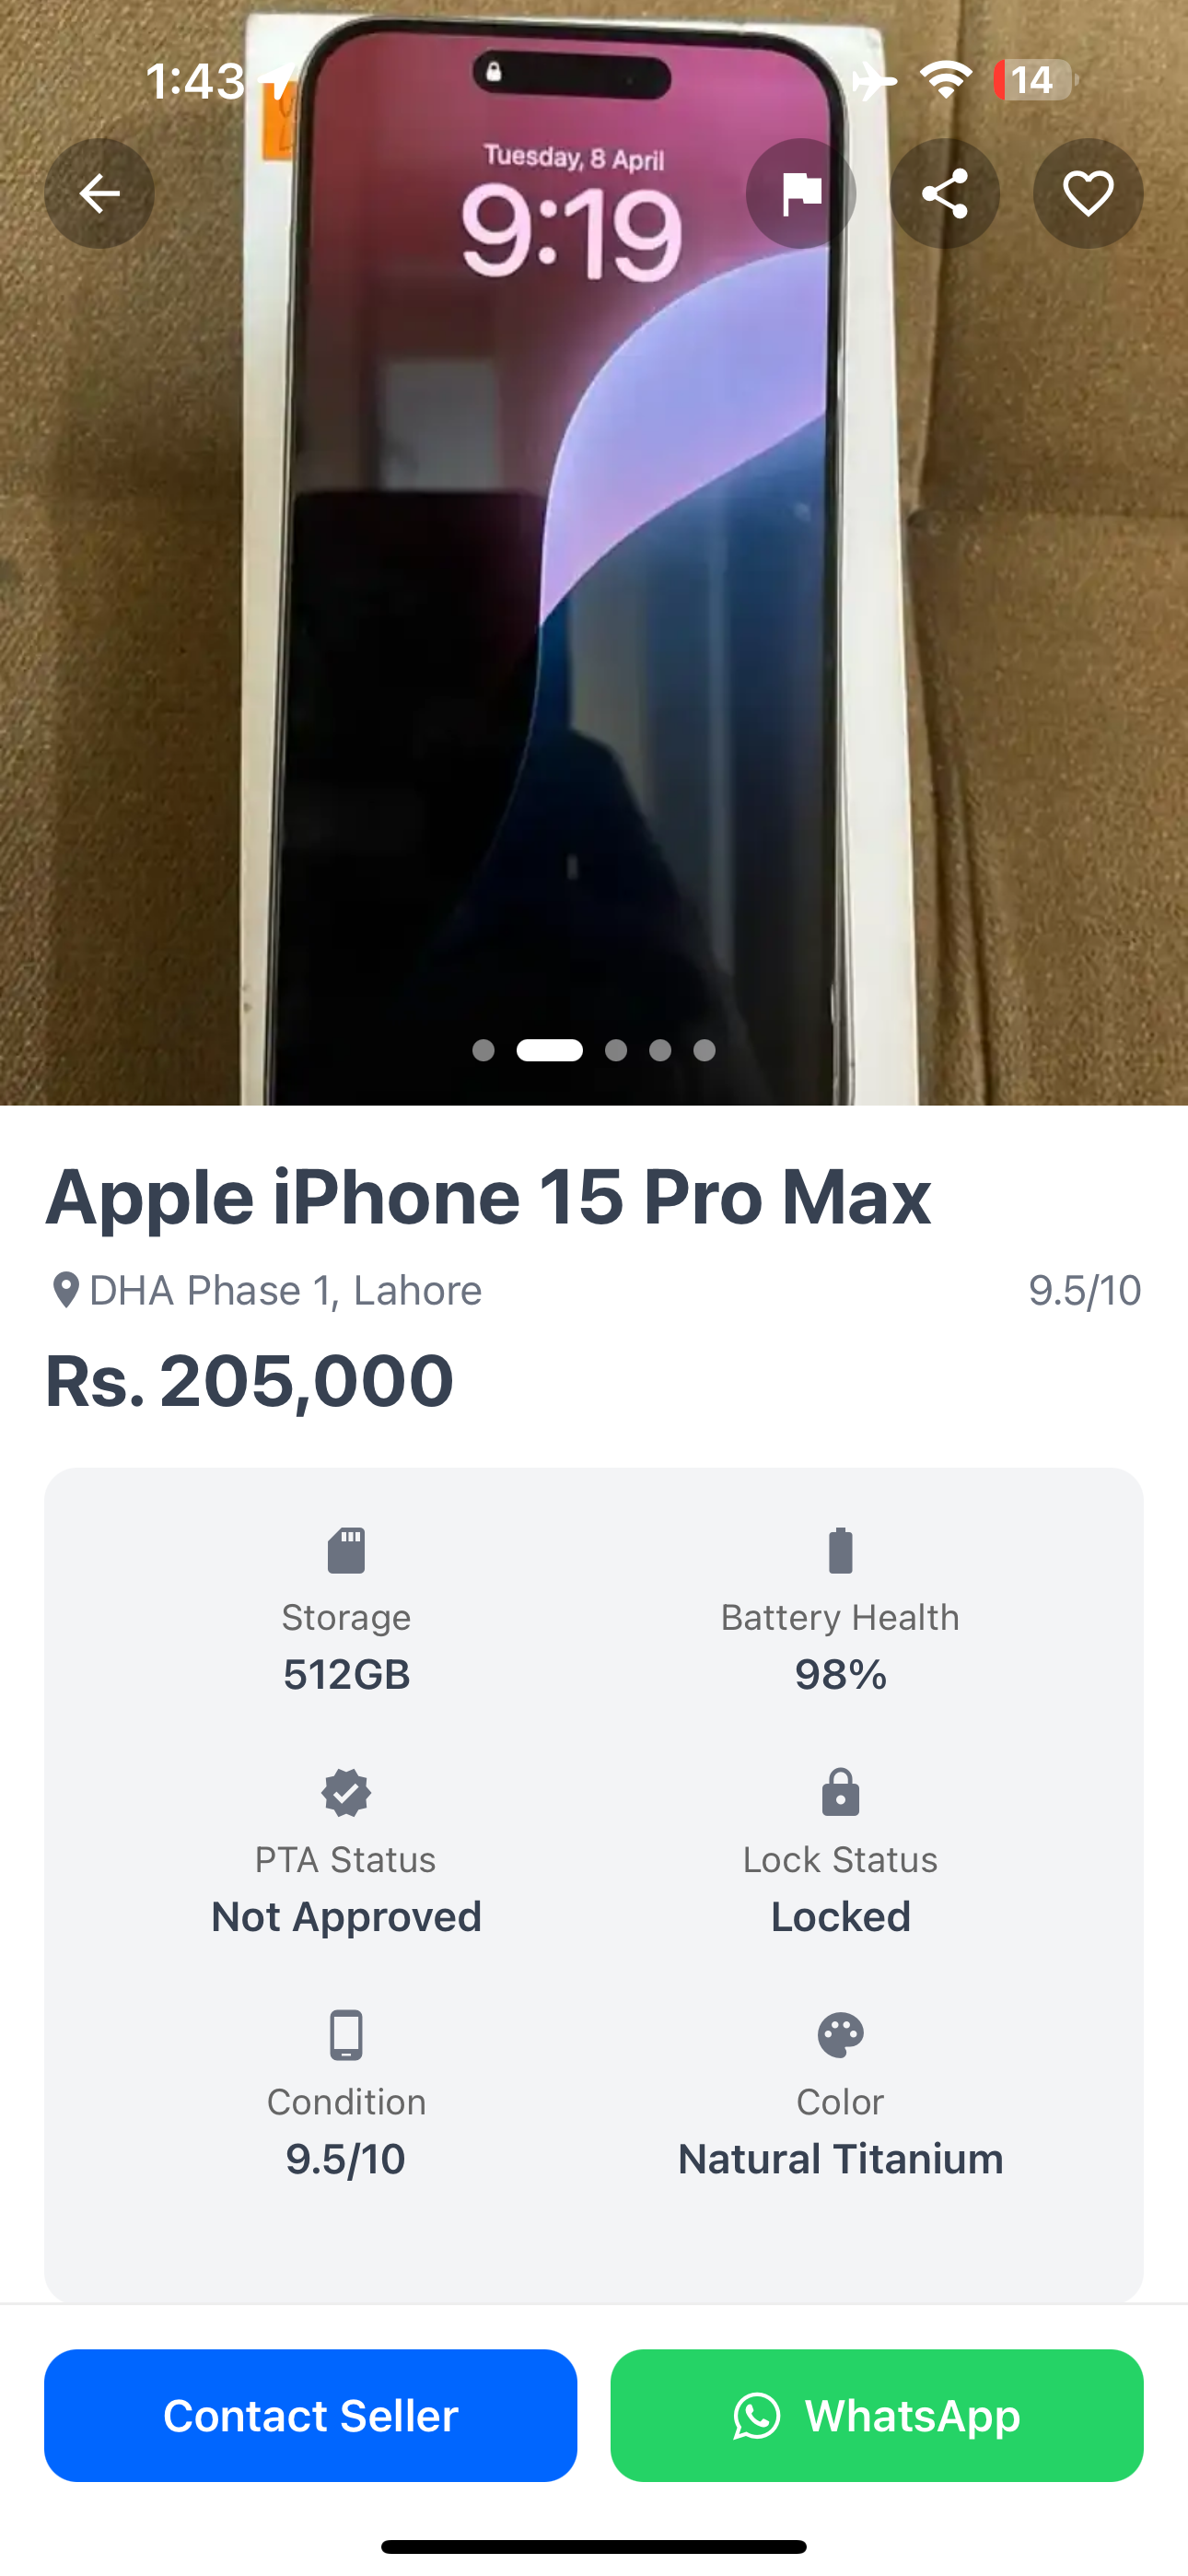 1:43
14
Tuesday, 8 April
9:19
Apple iPhone 15 Pro Max
DHA Phase 1, Lahore
9.5/10
Rs. 205,000
Storage
Battery Health
512GB
98%
PTA Status
Lock Status
Not Approved
Locked
Condition
Color
9.5/10
Natural Titanium
Contact Seller
WhatsApp